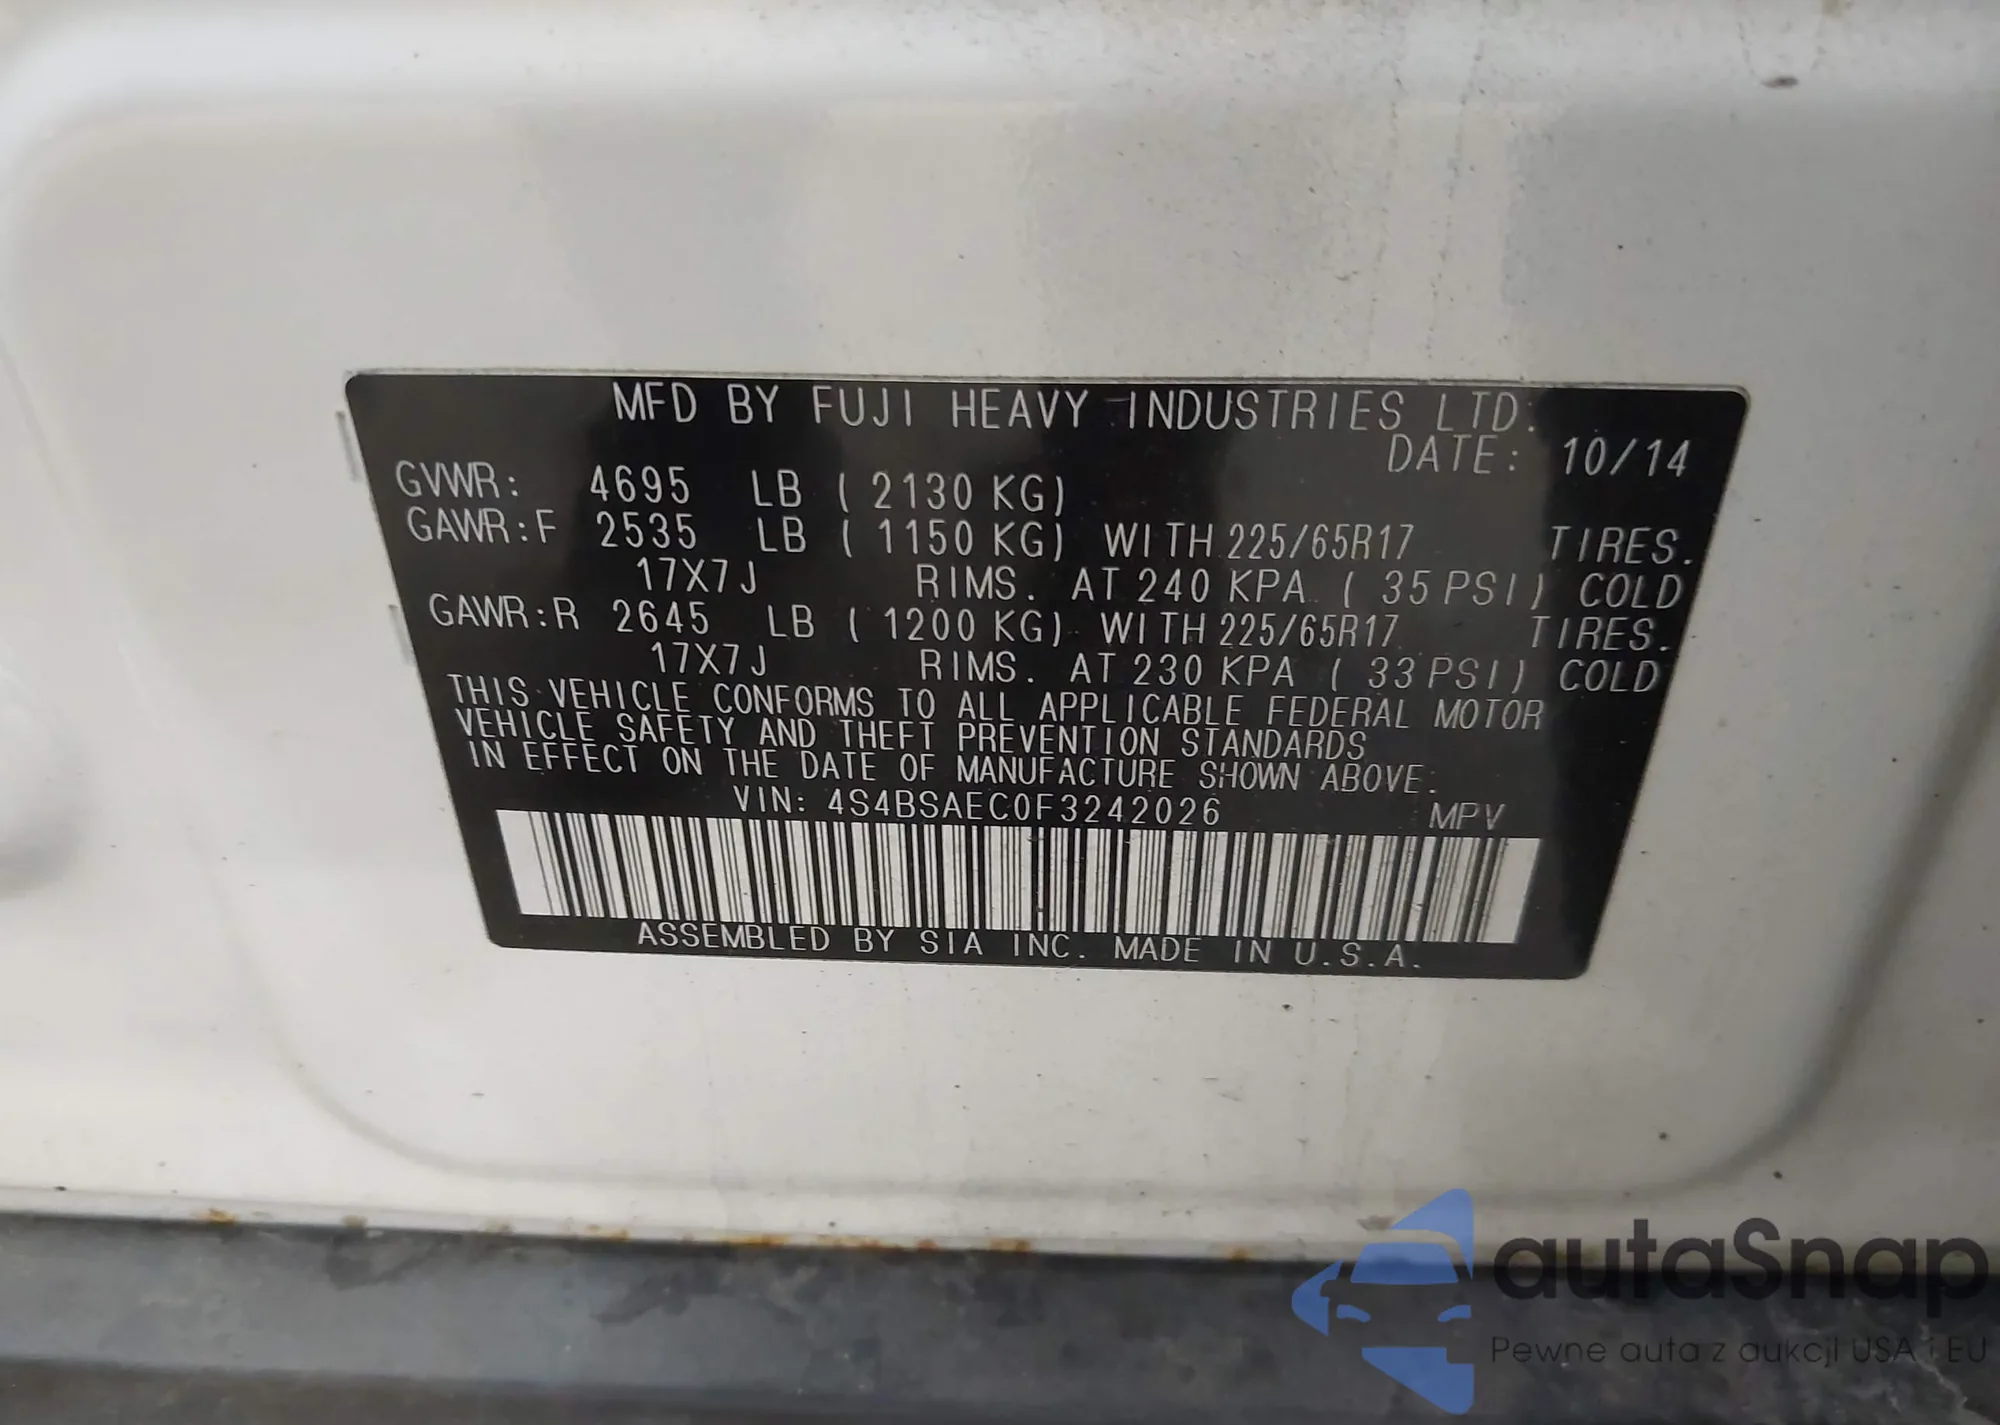 MFD BY FUJI HEAVY INDUSTRIES LTD.
DATE: 10/14
GVWR: 4695 LB ( 2130 KG)
GAWR:F 2535 LB ( 1150 KG) WITH 225/65R17 TIRES.
17X7J RIMS. AT 240 KPA ( 35 PSI) COLD
GAWR:R 2645 LB ( 1200 KG) WITH 225/65R17 TIRES.
17X7J RIMS. AT 230 KPA ( 33 PSI) COLD
THIS VEHICLE CONFORMS TO ALL APPLICABLE FEDERAL MOTOR
VEHICLE SAFETY AND THEFT PREVENTION STANDARDS
IN EFFECT ON THE DATE OF MANUFACTURE SHOWN ABOVE.
VIN: 4S4BSAEC0F3242026 MPV
ASSEMBLED BY SIA INC. MADE IN U.S.A.
autaSnap
Pewne auta z aukcji USA i EU